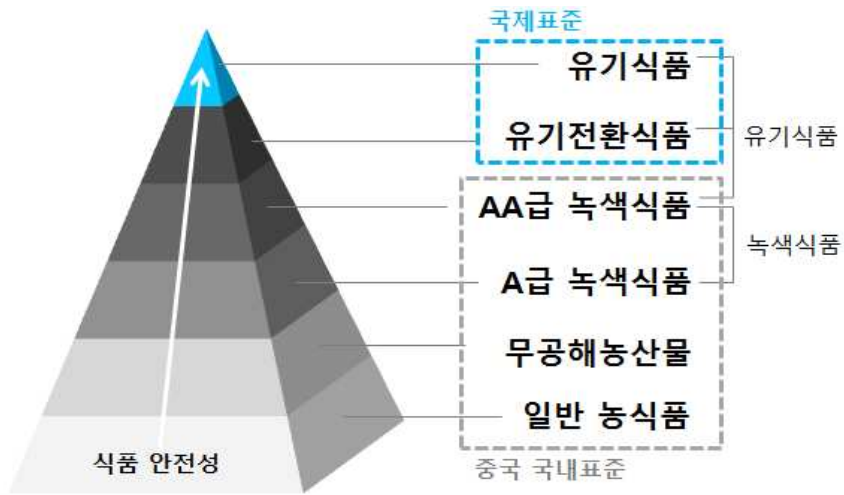 국제표준
유기식품
유기전환식품
유기식품
AA급 녹색식품
녹색식품
A급 녹색식품
무공해농산물
일반 농식품
식품 안전성
중국 국내표준